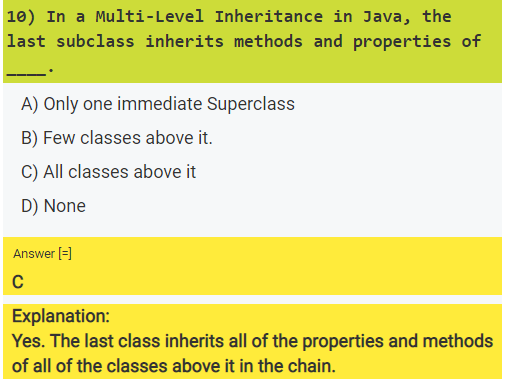 10) In a Multi-Level Inheritance in Java, the
last subclass inherits methods and properties of
____.
A) Only one immediate Superclass
B) Few classes above it.
C) All classes above it
D) None
Answer [=]
C
Explanation:
Yes. The last class inherits all of the properties and methods
of all of the classes above it in the chain.